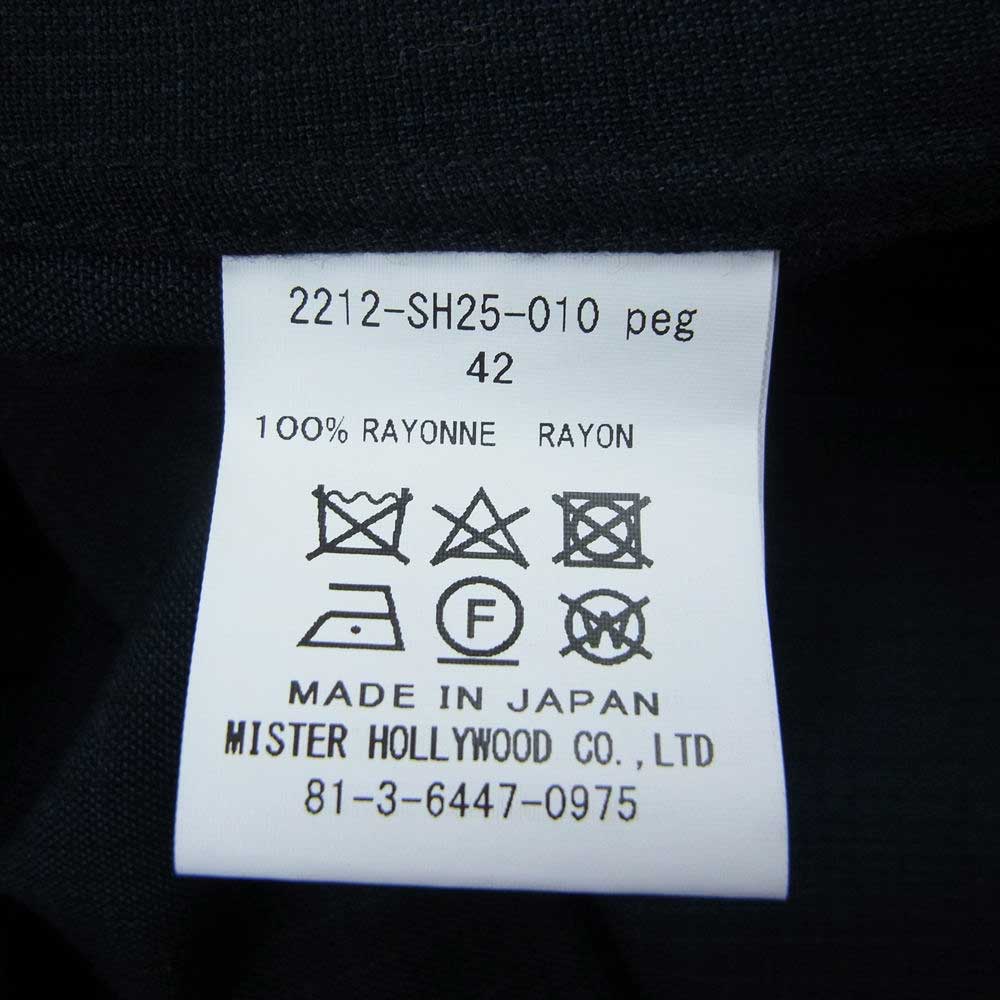 2212-SH25-010 peg
42
100% RAYONNE RAYON
F
W
MADE IN JAPAN
MISTER HOLLYWOOD CO.,LTD
81-3-6447-0975